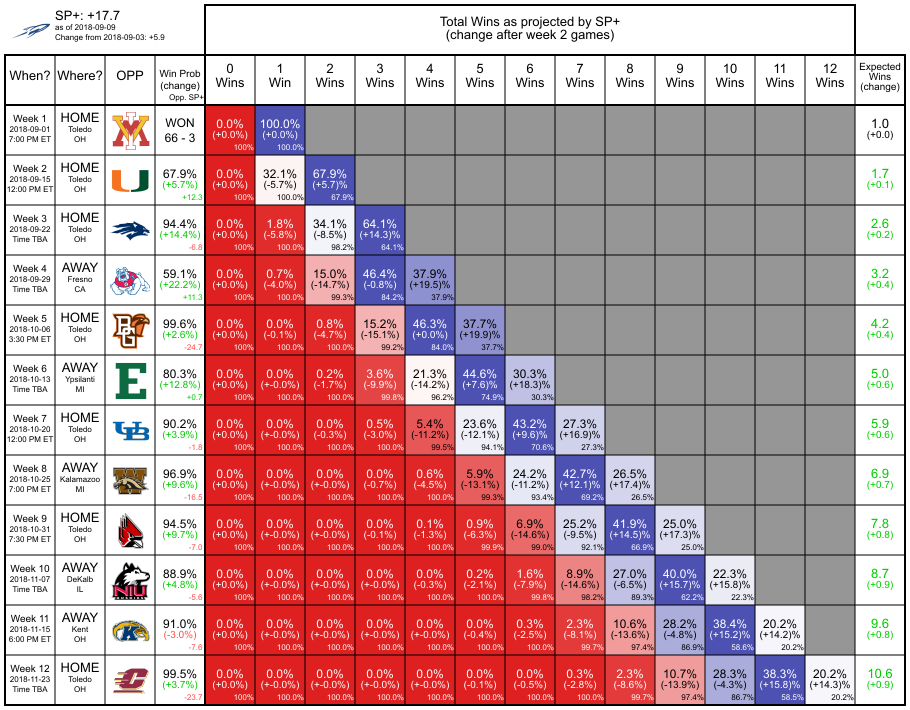 SP+: +17.7
as of 2018-09-09
Change from 2018-09-03: +5.9
Total Wins as projected by SP+
(change after week 2 games)
When? Where? OPP Win Prob (change) Opp. SP+ 0 Wins 1 Win 2 Wins 3 Wins 4 Wins 5 Wins 6 Wins 7 Wins 8 Wins 9 Wins 10 Wins 11 Wins 12 Wins Expected Wins (change)
Week 1 HOME WON 0.0% 100.0% 1.0
2018-09-01 Toledo 66 - 3 (+0.0%) (+0.0%) (+0.0)
7:00 PM ET OH 100% 100.0%
Week 2 HOME 67.9% 0.0% 32.1% 67.9% 1.7
2018-09-15 Toledo (+5.7%) (+0.0%) (-5.7%) (+5.7)% (+0.1)
12:00 PM ET OH +12.3 100% 100.0% 67.9%
Week 3 HOME 94.4% 0.0% 1.8% 34.1% 64.1% 2.6
2018-09-22 Toledo (+14.4%) (+0.0%) (-5.8%) (-8.5%) (+14.3)% (+0.2)
Time TBA OH -6.8 100% 100.0% 98.2% 64.1%
Week 4 AWAY 59.1% 0.0% 0.7% 15.0% 46.4% 37.9% 3.2
2018-09-29 Fresno (+22.2%) (+0.0%) (-4.0%) (-14.7%) (-0.8%) (+19.5)% (+0.4)
Time TBA CA +11.3 100% 100.0% 99.3% 84.2% 37.9%
Week 5 HOME 99.6% 0.0% 0.0% 0.8% 15.2% 46.3% 37.7% 4.2
2018-10-06 Toledo (+2.6%) (+0.0%) (-0.1%) (-4.7%) (-15.1%) (+0.0)% (+19.9)% (+0.4)
3:30 PM ET OH -24.7 100% 100.0% 100.0% 99.2% 84.0% 37.7%
Week 6 AWAY E 80.3% 0.0% 0.0% 0.2% 3.6% 21.3% 44.6% 30.3% 5.0
2018-10-13 Ypsilanti (+12.8%) (+0.0%) (+-0.0%) (-1.7%) (-9.9%) (-14.2%) (+7.6)% (+18.3)% (+0.6)
Time TBA MI +0.7 100% 100.0% 100.0% 99.8% 96.2% 74.9% 30.3%
Week 7 HOME UB 90.2% 0.0% 0.0% 0.0% 0.5% 5.4% 23.6% 43.2% 27.3% 5.9
2018-10-20 Toledo (+3.9%) (+0.0%) (+-0.0%) (-0.3%) (-3.0%) (-11.2%) (-12.1%) (+9.6)% (+16.9)% (+0.6)
12:00 PM ET OH -1.8 100% 100.0% 100.0% 100.0% 99.5% 94.1% 70.6% 27.3%
Week 8 AWAY W 96.9% 0.0% 0.0% 0.0% 0.0% 0.6% 5.9% 24.2% 42.7% 26.5% 6.9
2018-10-25 Kalamazoo (+9.6%) (+0.0%) (+-0.0%) (+-0.0%) (-0.7%) (-4.5%) (-13.1%) (-11.2%) (+12.1)% (+17.4)% (+0.7)
7:00 PM ET MI -16.5 100% 100.0% 100.0% 100.0% 100.0% 99.3% 93.4% 69.2% 26.5%
Week 9 HOME 94.5% 0.0% 0.0% 0.0% 0.0% 0.1% 0.9% 6.9% 25.2% 41.9% 25.0% 7.8
2018-10-31 Toledo (+9.7%) (+0.0%) (+-0.0%) (+-0.0%) (-0.1%) (-1.3%) (-6.3%) (-14.6%) (-9.5%) (+14.5)% (+17.3)% (+0.8)
7:30 PM ET OH -7.0 100% 100.0% 100.0% 100.0% 100.0% 99.9% 99.0% 92.1% 66.9% 25.0%
Week 10 AWAY NIU 88.9% 0.0% 0.0% 0.0% 0.0% 0.0% 0.2% 1.6% 8.9% 27.0% 40.0% 22.3% 8.7
2018-11-07 DeKalb (+4.8%) (+0.0%) (+-0.0%) (+-0.0%) (+-0.0%) (-0.3%) (-2.1%) (-7.9%) (-14.6%) (-6.5%) (+15.7)% (+15.8)% (+0.9)
Time TBA IL -5.6 100% 100.0% 100.0% 100.0% 100.0% 100.0% 99.8% 98.2% 89.3% 62.2% 22.3%
Week 11 AWAY K 91.0% 0.0% 0.0% 0.0% 0.0% 0.0% 0.0% 0.3% 2.3% 10.6% 28.2% 38.4% 20.2% 9.6
2018-11-15 Kent (-3.0%) (+0.0%) (+-0.0%) (+-0.0%) (+-0.0%) (+-0.0%) (-0.4%) (-2.5%) (-8.1%) (-13.6%) (-4.8%) (+15.2)% (+14.2)% (+0.8)
6:00 PM ET OH -7.6 100% 100.0% 100.0% 100.0% 100.0% 100.0% 100.0% 99.7% 97.4% 86.9% 58.6% 20.2%
Week 12 HOME C 99.5% 0.0% 0.0% 0.0% 0.0% 0.0% 0.0% 0.0% 0.3% 2.3% 10.7% 28.3% 38.3% 20.2% 10.6
2018-11-23 Toledo (+3.7%) (+0.0%) (+-0.0%) (+-0.0%) (+-0.0%) (+-0.0%) (-0.1%) (-0.5%) (-2.8%) (-8.6%) (-13.9%) (-4.3%) (+15.8)% (+14.3)% (+0.9)
Time TBA OH -23.7 100% 100.0% 100.0% 100.0% 100.0% 100.0% 100.0% 100.0% 99.7% 97.4% 86.7% 58.5% 20.2%